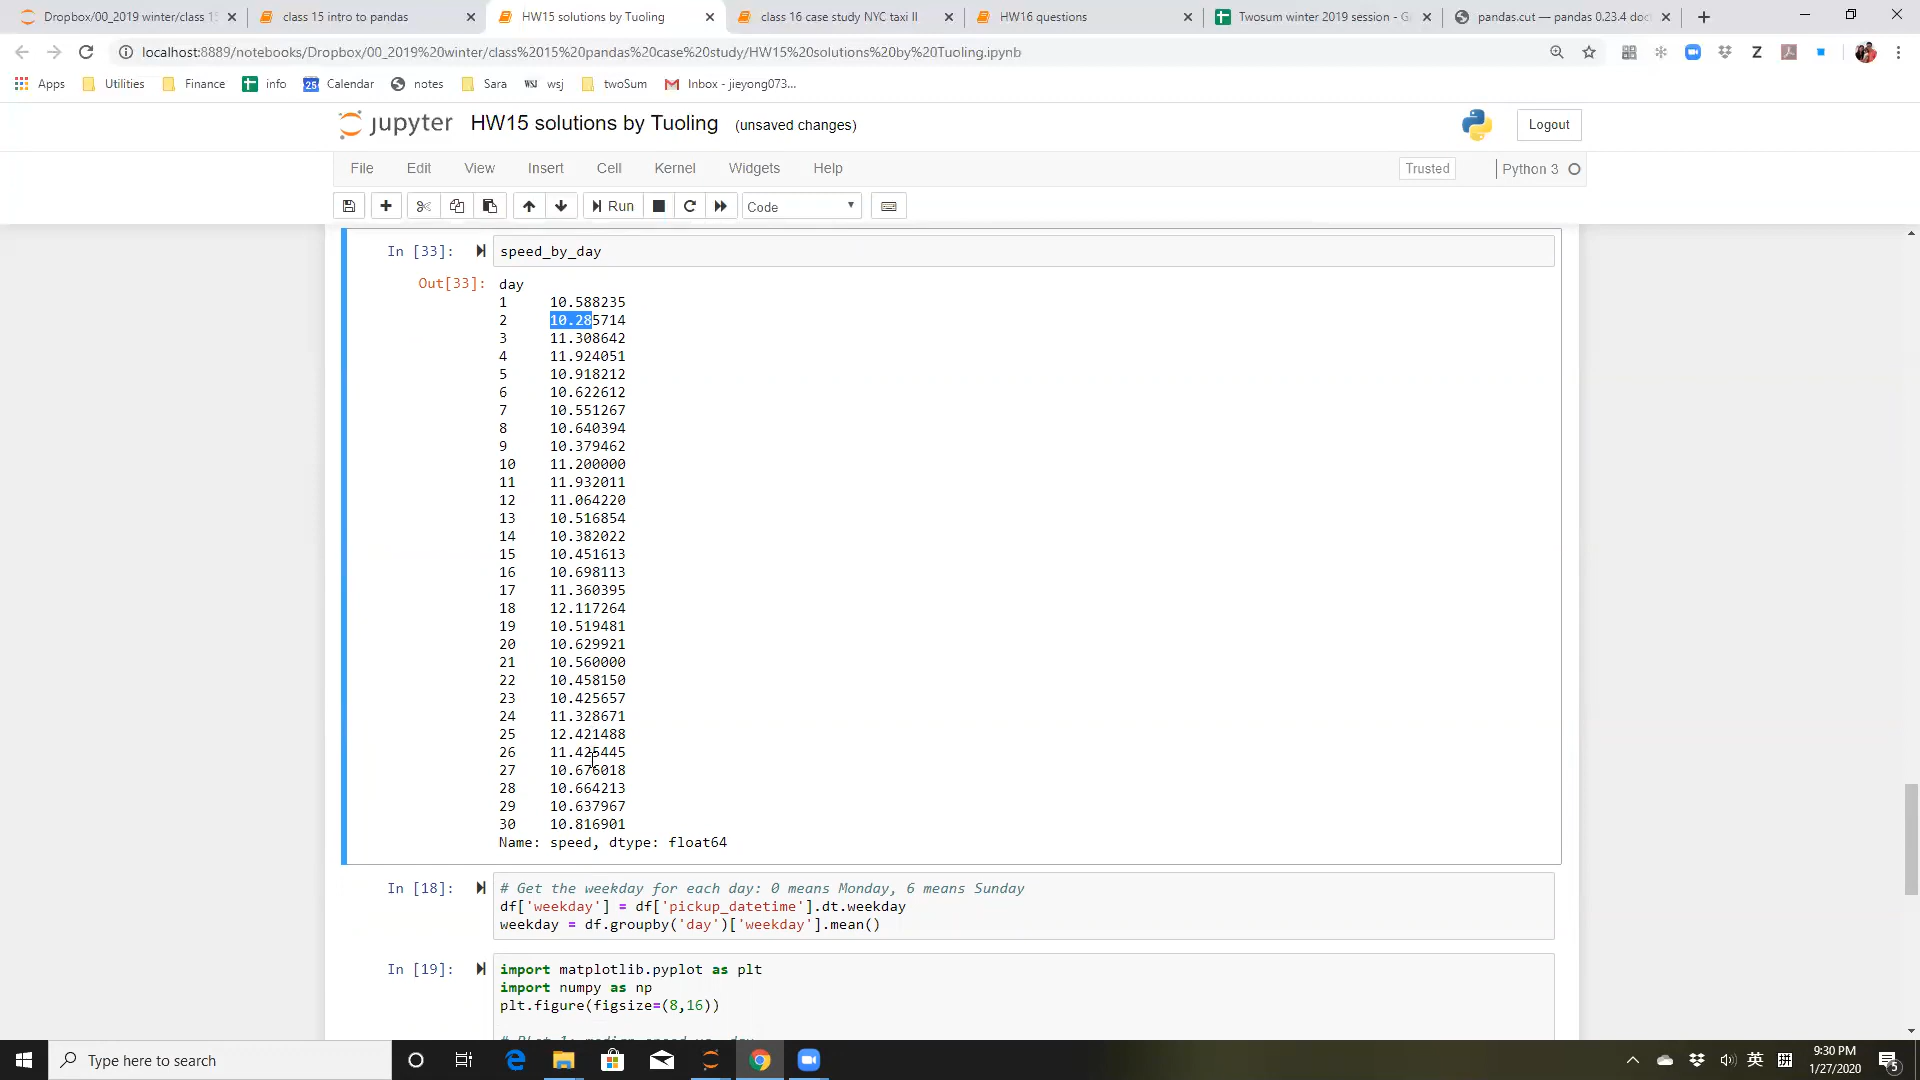 Dropbox/00_2019 winter/class 15
class 15 intro to pandas
HW15 solutions by Tuoling
class 16 case study NYC taxi II
HW16 questions
Twosum winter 2019 session - G
pandas.cut — pandas 0.23.4 doc
localhost:8889/notebooks/Dropbox/00_2019%20winter/class%2015%20pandas%20case%20study/HW15%20solutions%20by%20Tuoling.ipynb
Apps Utilities Finance info 25 Calendar notes Sara WSJ wsj twoSum Inbox - jieyong073...
jupyter HW15 solutions by Tuoling (unsaved changes) Logout
File Edit View Insert Cell Kernel Widgets Help Trusted Python 3
Run Code
In [33]: speed_by_day
Out[33]: day
1 10.588235
2 10.285714
3 11.308642
4 11.924051
5 10.918212
6 10.622612
7 10.551267
8 10.640394
9 10.379462
10 11.200000
11 11.932011
12 11.064220
13 10.516854
14 10.382022
15 10.451613
16 10.698113
17 11.360395
18 12.117264
19 10.519481
20 10.629921
21 10.560000
22 10.458150
23 10.425657
24 11.328671
25 12.421488
26 11.425445
27 10.676018
28 10.664213
29 10.637967
30 10.816901
Name: speed, dtype: float64
In [18]: # Get the weekday for each day: 0 means Monday, 6 means Sunday
df['weekday'] = df['pickup_datetime'].dt.weekday
weekday = df.groupby('day')['weekday'].mean()
In [19]: import matplotlib.pyplot as plt
import numpy as np
plt.figure(figsize=(8,16))
Type here to search
英
拼
9:30 PM
1/27/2020
5